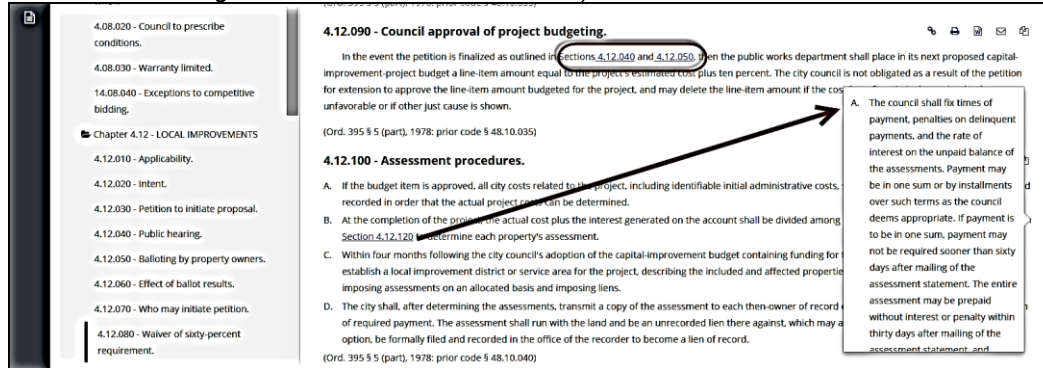 4.08.020 - Council to prescribe
conditions.
4.08.030 - Warranty limited.
14.08.040 - Exceptions to competitive
bidding.
Chapter 4.12 - LOCAL IMPROVEMENTS
4.12.010 - Applicability.
4.12.020 - Intent.
4.12.030 - Petition to initiate proposal.
4.12.040 - Public hearing.
4.12.050 - Balloting by property owners.
4.12.060 - Effect of ballot results.
4.12.070 - Who may initiate petition.
4.12.080 - Waiver of sixty-percent
requirement.
4.12.090 - Council approval of project budgeting.
In the event the petition is finalized as outlined in Sections 4.12.040 and 4.12.050, then the public works department shall place in its next proposed capital-
improvement-project budget a line-item amount equal to the project's estimated cost plus ten percent. The city council is not obligated as a result of the petition
for extension to approve the line-item amount budgeted for the project, and may delete the line-item amount if the cos
unfavorable or if other just cause is shown.
(Ord. 395 § 5 (part), 1978: prior code § 48.10.035)
4.12.100 - Assessment procedures.
A. If the budget item is approved, all city costs related to the project, including identifiable initial administrative costs,
recorded in order that the actual project costs can be determined.
B. At the completion of the project, the actual cost plus the interest generated on the account shall be divided among
Section 4.12.120 to determine each property's assessment.
C. Within four months following the city council's adoption of the capital-improvement budget containing funding for
establish a local improvement district or service area for the project, describing the included and affected propertie
imposing assessments on an allocated basis and imposing liens.
D. The city shall, after determining the assessments, transmit a copy of the assessment to each then-owner of record
of required payment. The assessment shall run with the land and be an unrecorded lien there against, which may a
option, be formally filed and recorded in the office of the recorder to become a lien of record.
(Ord. 395 § 5 (part), 1978: prior code § 48.10.040)
A. The council shall fix times of
payment, penalties on delinquent
payments, and the rate of
interest on the unpaid balance of
the assessments. Payment may
be in one sum or by installments
over such terms as the council
deems appropriate. If payment is
to be in one sum, payment may
not be required sooner than sixty
days after mailing of the
assessment statement. The entire
assessment may be prepaid
without interest or penalty within
thirty days after mailing of the
assessment statement, and